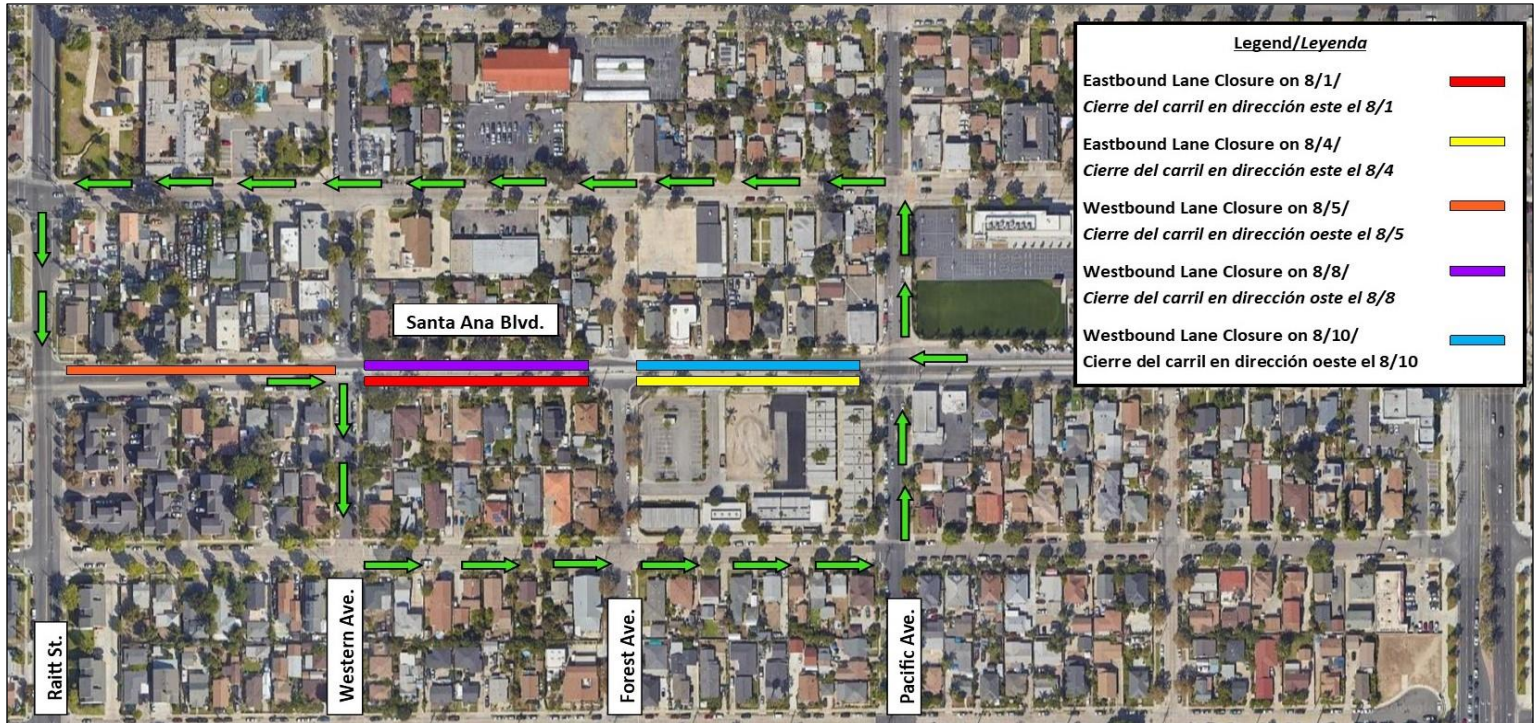 Legend/Leyenda
Eastbound Lane Closure on 8/1/
Cierre del carril en dirección este el 8/1
Eastbound Lane Closure on 8/4/
Cierre del carril en dirección este el 8/4
Westbound Lane Closure on 8/5/
Cierre del carril en dirección oeste el 8/5
Westbound Lane Closure on 8/8/
Cierre del carril en dirección oste el 8/8
Westbound Lane Closure on 8/10/
Cierre del carril en dirección oeste el 8/10
Santa Ana Blvd.
Raitt St.
Western Ave.
Forest Ave.
Pacific Ave.